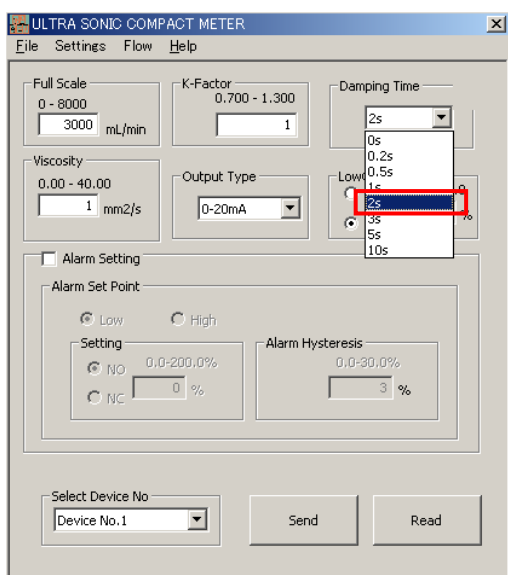 ULTRA SONIC COMPACT METER
File Settings Flow Help
Full Scale
0 - 8000
3000 mL/min
K-Factor
0.700 - 1.300
1
Damping Time
2s
0s
0.2s
0.5s
1s
2s
3s
5s
10s
Viscosity
0.00 - 40.00
1 mm2/s
Output Type
0-20mA
%
Alarm Setting
Alarm Set Point
Low High
Setting
NO 0.0-200.0%
NC 0 %
Alarm Hysteresis
0.0-30.0%
3 %
Select Device No
Device No.1
Send
Read